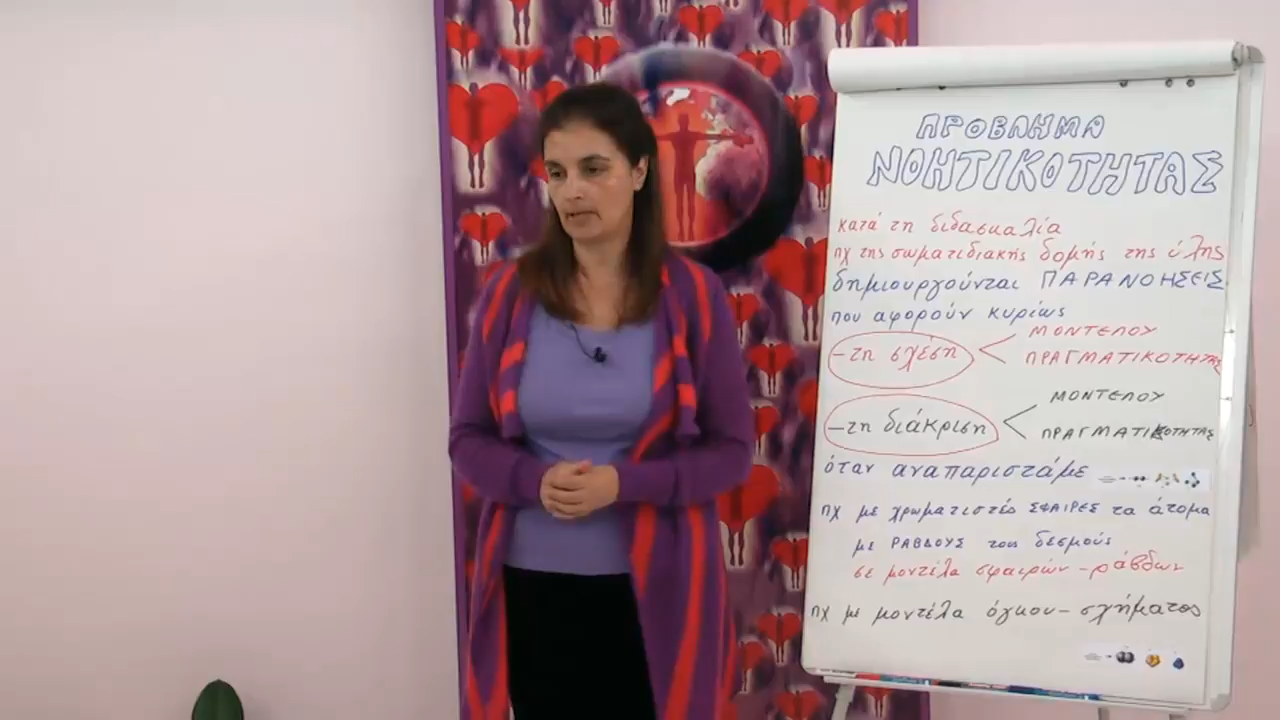 ΠΡΟΒΛΗΜΑ
ΝΟΗΤΙΚΟΤΗΤΑΣ
κατά τη διδασκαλία
πχ της σωματιδιακής δομής της ύλης
δημιουργούνται ΠΑΡΑΝΟΗΣΕΙΣ
που αφορούν κυρίως
-τη σχέση < ΜΟΝΤΕΛΟΥ
ΠΡΑΓΜΑΤΙΚΟΤΗΤΑΣ
-τη διάκριση < ΜΟΝΤΕΛΟΥ
ΠΡΑΓΜΑΤΙΚΟΤΗΤΑΣ
όταν αναπαριστάμε
πχ με χρωματιστές ΣΦΑΙΡΕΣ τα άτομα
με ΡΑΒΔΟΥΣ τους δεσμούς
σε μοντέλα σφαιρών-ράβδων
πχ με μοντέλα όγκου-σχήματος